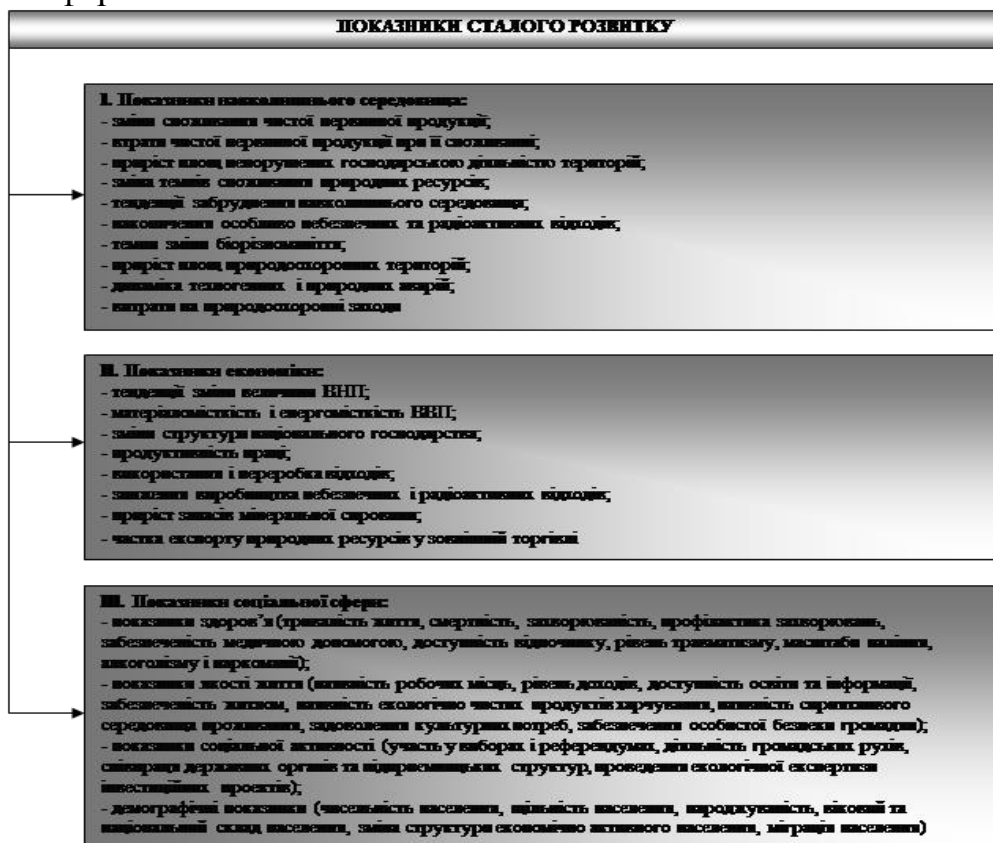 ПОКАЗНИКИ СТАЛОГО РОЗВИТКУ
І. Показники навколишнього середовища:
- зміни споживання чистої первинної продукції;
- втрати чистої первинної продукції при її споживанні;
- приріст площ непорушених господарською діяльністю територій;
- зміна темпів споживання природних ресурсів;
- тенденції забруднення навколишнього середовища;
- накопичення особливо небезпечних та радіоактивних відходів;
- темпи зміни біорізноманіття;
- приріст площ природоохоронних територій;
- динаміка техногенних і природних аварій;
- витрати на природоохоронні заходи
ІІ. Показники економіки:
- тенденції зміни величини ВНП;
- матеріаломісткість і енергомісткість ВВП;
- зміни структури національного господарства;
- продуктивність праці;
- використання і переробка відходів;
- зниження виробництва небезпечних і радіоактивних відходів;
- приріст запасів мінеральної сировини;
- частка експорту природних ресурсів у зовнішній торгівлі
ІІІ. Показники соціальної сфери:
- показники здоров'я (тривалість життя, смертність, захворюваність, профілактика захворювань,
забезпеченість медичною допомогою, доступність відпочинку, рівень травматизму, масштаби паління,
алкоголізму і наркоманії);
- показники якості життя (наявність робочих місць, рівень доходів, доступність освіти та інформації,
забезпеченість житлом, наявність екологічно чистих продуктів харчування, наявність сприятливого
середовища проживання, задоволення культурних потреб, забезпечення особистої безпеки громадян);
- показники соціальної активності (участь у виборах і референдумах, діяльність громадських рухів,
співпраця державних органів та підприємницьких структур, проведення екологічної експертизи
інвестиційних проектів);
- демографічні показники (чисельність населення, щільність населення, народжуваність, віковий та
національний склад населення, зміна структури економічно активного населення, міграція населення)